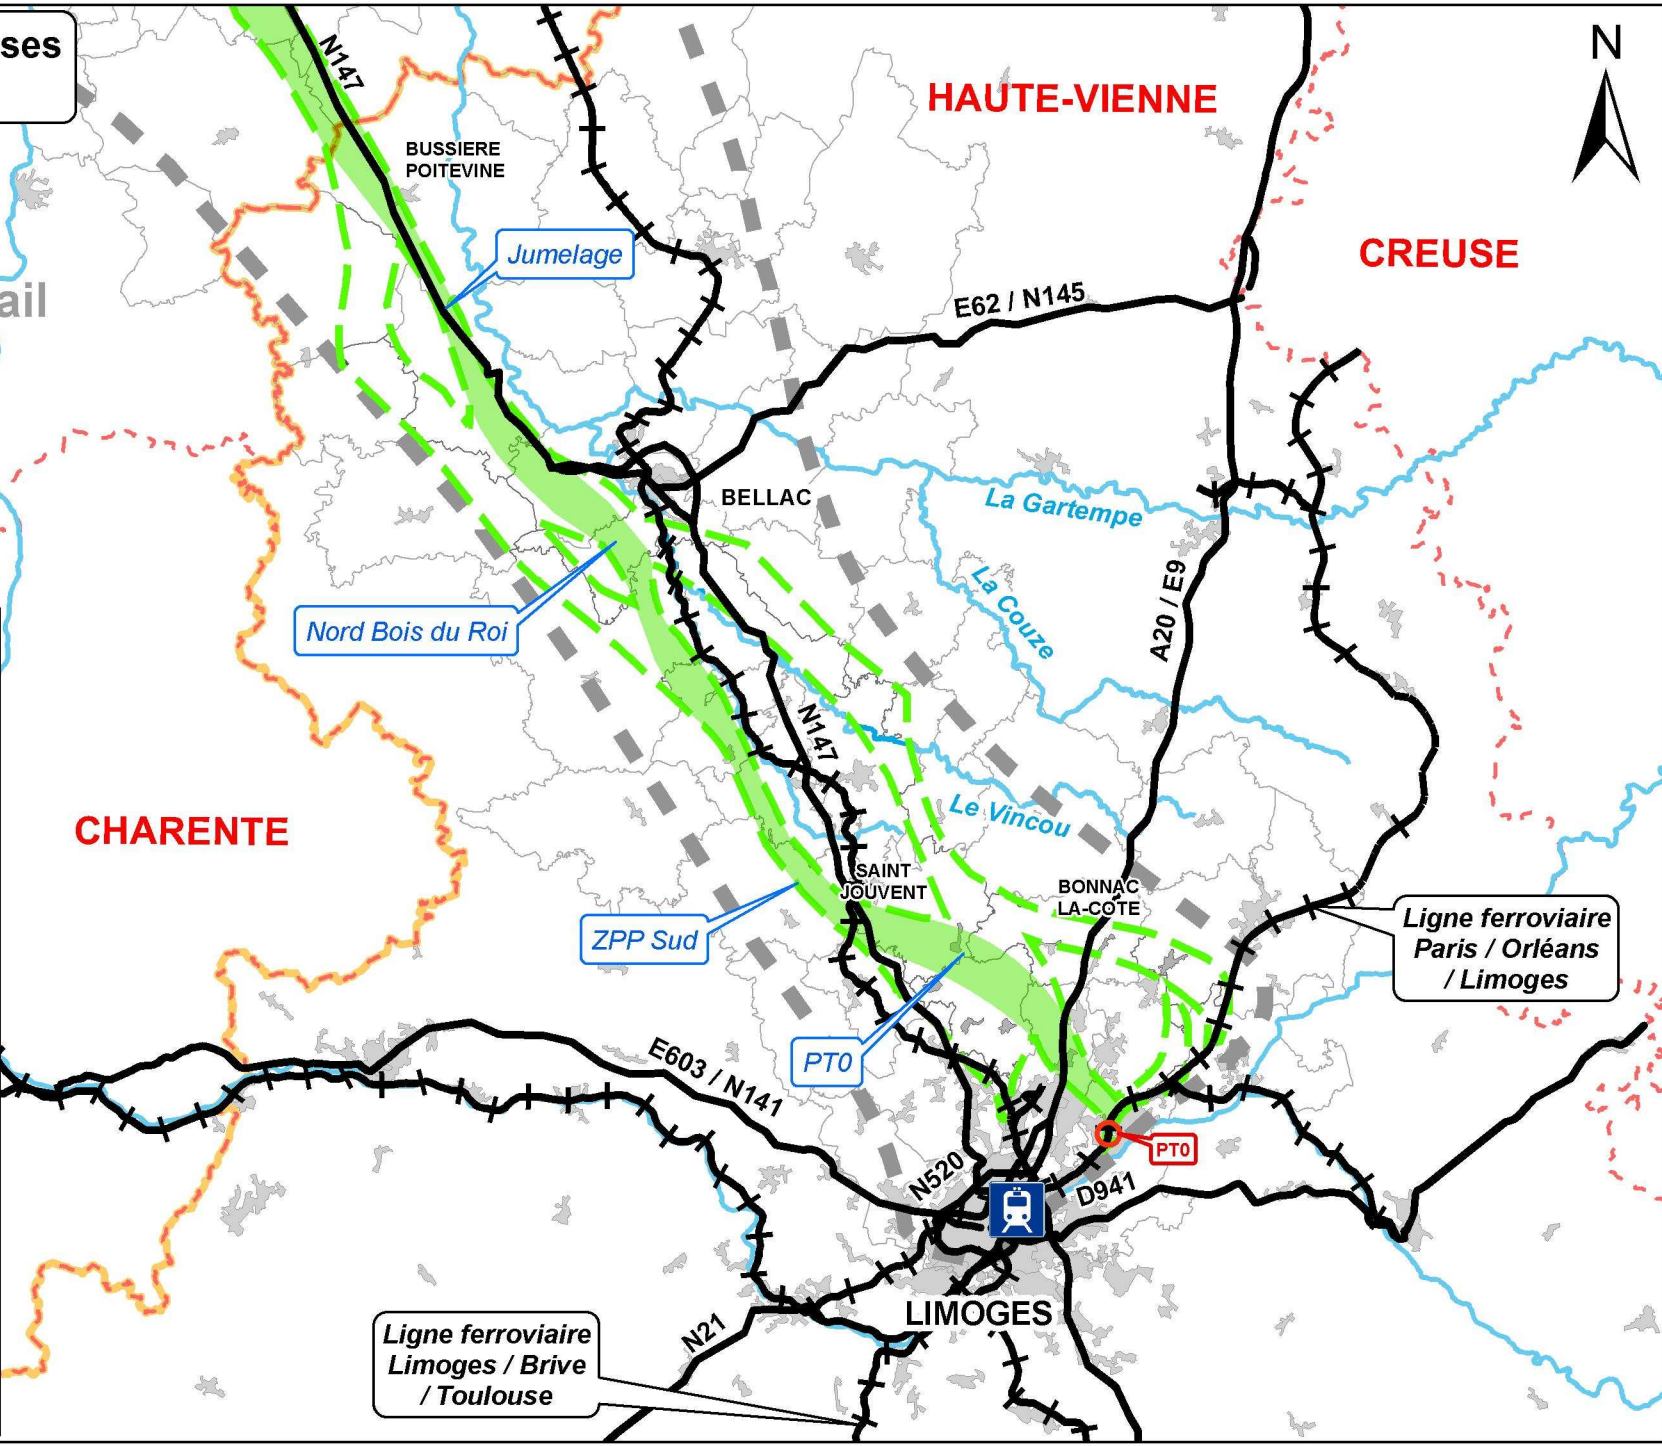 ses
N147
HAUTE-VIENNE
N
BUSSIERE
POITEVINE
Jumelage
CREUSE
ail
E62 / N145
BELLAC
La Gartempe
La Couze
A20 / E9
Nord Bois du Roi
N147
Le Vincou
CHARENTE
SAINT
JOUVENT
BONNAC
LA-COTE
ZPP Sud
Ligne ferroviaire
Paris / Orléans
/ Limoges
PT0
E603 / N141
PT0
N520
D941
LIMOGES
N21
Ligne ferroviaire
Limoges / Brive
/ Toulouse